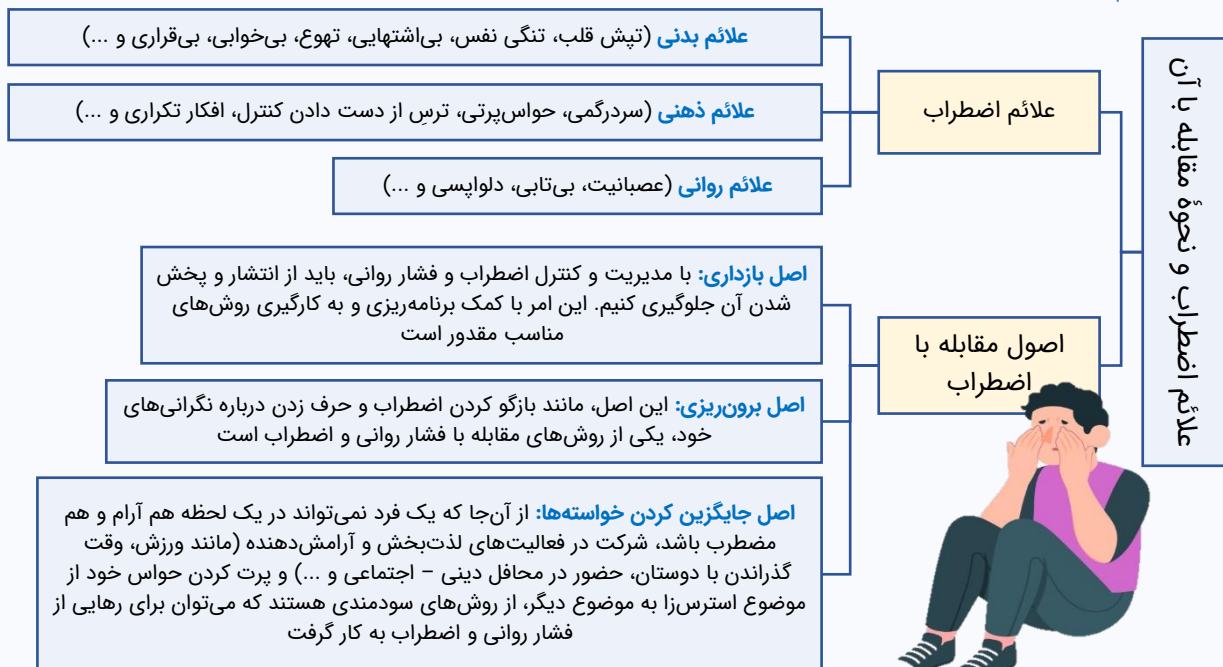 علائم اضطراب و نحوهٔ مقابله با آن
علائم اضطراب
علائم بدنی (تپش قلب، تنگی نفس، بی‌اشتهایی، تهوع، بی‌خوابی، بی‌قراری و ...)
علائم ذهنی (سردرگمی، حواس‌پرتی، ترسِ از دست دادن کنترل، افکار تکراری و ...)
علائم روانی (عصبانیت، بی‌تابی، دلواپسی و ...)
اصول مقابله با
اضطراب
اصل بازداری: با مدیریت و کنترل اضطراب و فشار روانی، باید از انتشار و پخش
شدن آن جلوگیری کنیم. این امر با کمک برنامه‌ریزی و به کارگیری روش‌های
مناسب مقدور است
اصل برون‌ریزی: این اصل، مانند بازگو کردن اضطراب و حرف زدن درباره نگرانی‌های
خود، یکی از روش‌های مقابله با فشار روانی و اضطراب است
اصل جایگزین کردن خواسته‌ها: از آن‌جا که یک فرد نمی‌تواند در یک لحظه هم آرام و هم
مضطرب باشد، شرکت در فعالیت‌های لذت‌بخش و آرامش‌دهنده (مانند ورزش، وقت
گذراندن با دوستان، حضور در محافل دینی – اجتماعی و ...) و پرت کردن حواس خود از
موضوع استرس‌زا به موضوع دیگر، از روش‌های سودمندی هستند که می‌توان برای رهایی از
فشار روانی و اضطراب به کار گرفت